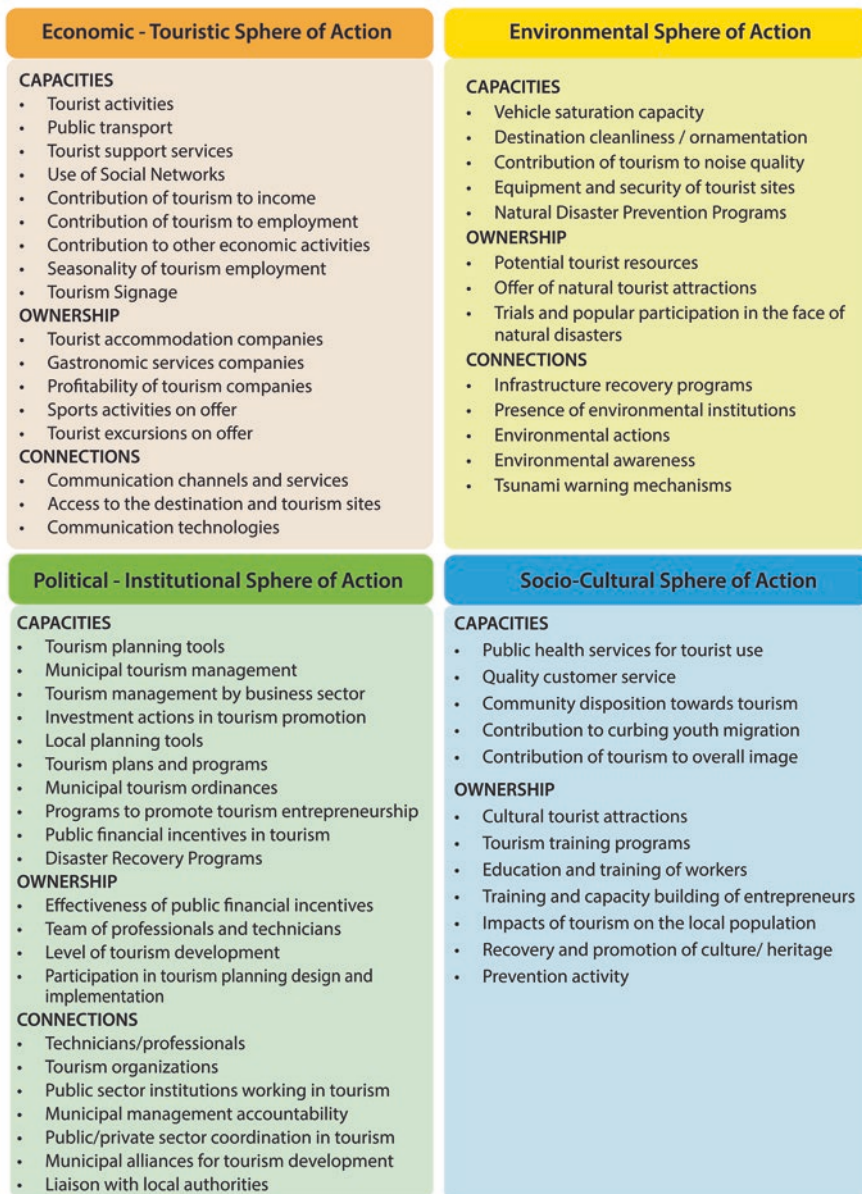 Economic - Touristic Sphere of Action
CAPACITIES
• Tourist activities
• Public transport
• Tourist support services
• Use of Social Networks
• Contribution of tourism to income
• Contribution of tourism to employment
• Contribution to other economic activities
• Seasonality of tourism employment
• Tourism Signage
OWNERSHIP
• Tourist accommodation companies
• Gastronomic services companies
• Profitability of tourism companies
• Sports activities on offer
• Tourist excursions on offer
CONNECTIONS
• Communication channels and services
• Access to the destination and tourism sites
• Communication technologies
Environmental Sphere of Action
CAPACITIES
• Vehicle saturation capacity
• Destination cleanliness / ornamentation
• Contribution of tourism to noise quality
• Equipment and security of tourist sites
• Natural Disaster Prevention Programs
OWNERSHIP
• Potential tourist resources
• Offer of natural tourist attractions
• Trials and popular participation in the face of
natural disasters
CONNECTIONS
• Infrastructure recovery programs
• Presence of environmental institutions
• Environmental actions
• Environmental awareness
• Tsunami warning mechanisms
Political - Institutional Sphere of Action
CAPACITIES
• Tourism planning tools
• Municipal tourism management
• Tourism management by business sector
• Investment actions in tourism promotion
• Local planning tools
• Tourism plans and programs
• Municipal tourism ordinances
• Programs to promote tourism entrepreneurship
• Public financial incentives in tourism
• Disaster Recovery Programs
OWNERSHIP
• Effectiveness of public financial incentives
• Team of professionals and technicians
• Level of tourism development
• Participation in tourism planning design and
implementation
CONNECTIONS
• Technicians/professionals
• Tourism organizations
• Public sector institutions working in tourism
• Municipal management accountability
• Public/private sector coordination in tourism
• Municipal alliances for tourism development
• Liaison with local authorities
Socio-Cultural Sphere of Action
CAPACITIES
• Public health services for tourist use
• Quality customer service
• Community disposition towards tourism
• Contribution to curbing youth migration
• Contribution of tourism to overall image
OWNERSHIP
• Cultural tourist attractions
• Tourism training programs
• Education and training of workers
• Training and capacity building of entrepreneurs
• Impacts of tourism on the local population
• Recovery and promotion of culture/ heritage
• Prevention activity